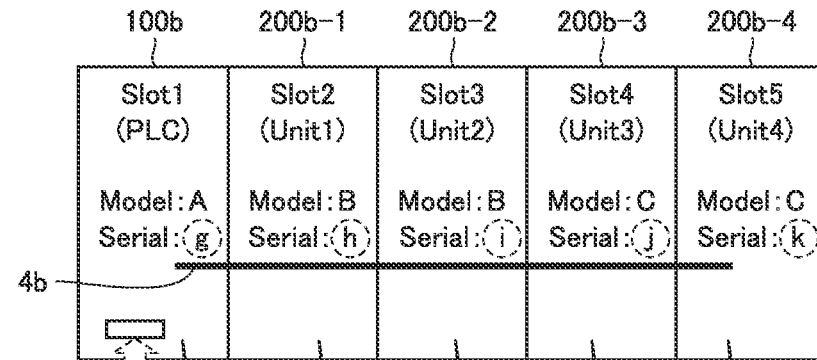 100b 200b-1 200b-2 200b-3 200b-4
Slot1 Slot2 Slot3 Slot4 Slot5
(PLC) (Unit1) (Unit2) (Unit3) (Unit4)
Model:A Model:B Model:B Model:C Model:C
Serial:g Serial:h Serial:i Serial:j Serial:k
4b